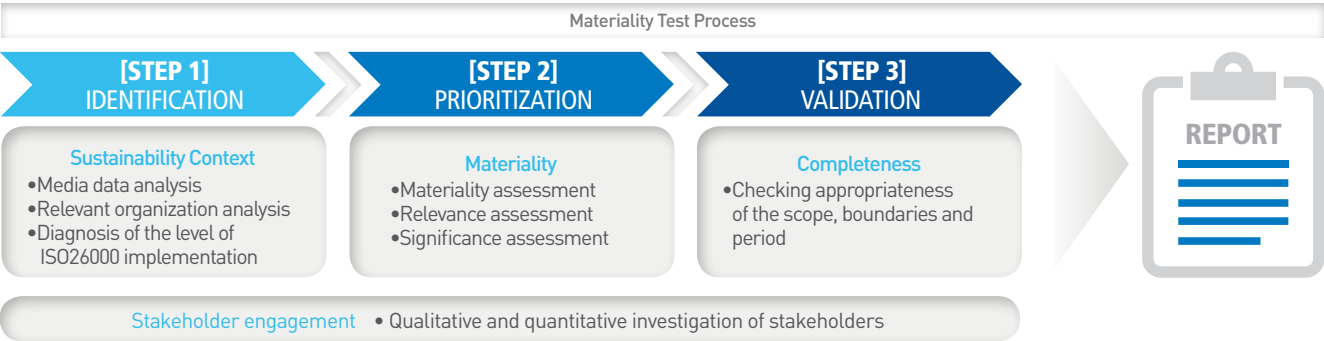 Materiality Test Process
[STEP 1]
IDENTIFICATION
Sustainability Context
•Media data analysis
•Relevant organization analysis
•Diagnosis of the level of
ISO26000 implementation
[STEP 2]
PRIORITIZATION
Materiality
•Materiality assessment
•Relevance assessment
•Significance assessment
[STEP 3]
VALIDATION
Completeness
•Checking appropriateness
of the scope, boundaries and
period
REPORT
Stakeholder engagement • Qualitative and quantitative investigation of stakeholders